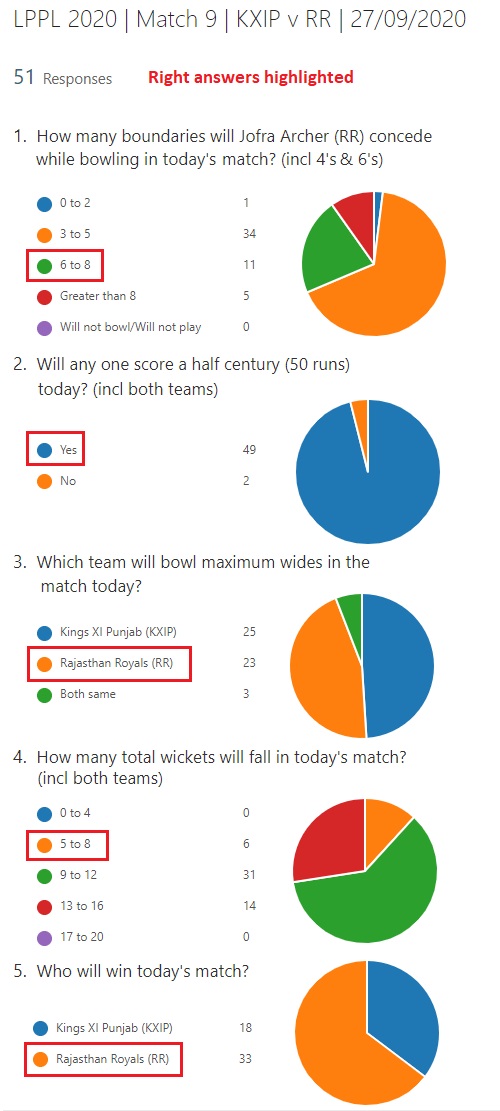 LPPL 2020 | Match 9 | KXIP v RR | 27/09/2020
51 Responses Right answers highlighted
1. How many boundaries will Jofra Archer (RR) concede
while bowling in today's match? (incl 4's & 6's)
0 to 2 1
3 to 5 34
6 to 8 11
Greater than 8 5
Will not bowl/Will not play 0
2. Will any one score a half century (50 runs)
today? (incl both teams)
Yes 49
No 2
3. Which team will bowl maximum wides in the
match today?
Kings XI Punjab (KXIP) 25
Rajasthan Royals (RR) 23
Both same 3
4. How many total wickets will fall in today's match?
(incl both teams)
0 to 4 0
5 to 8 6
9 to 12 31
13 to 16 14
17 to 20 0
5. Who will win today's match?
Kings XI Punjab (KXIP) 18
Rajasthan Royals (RR) 33